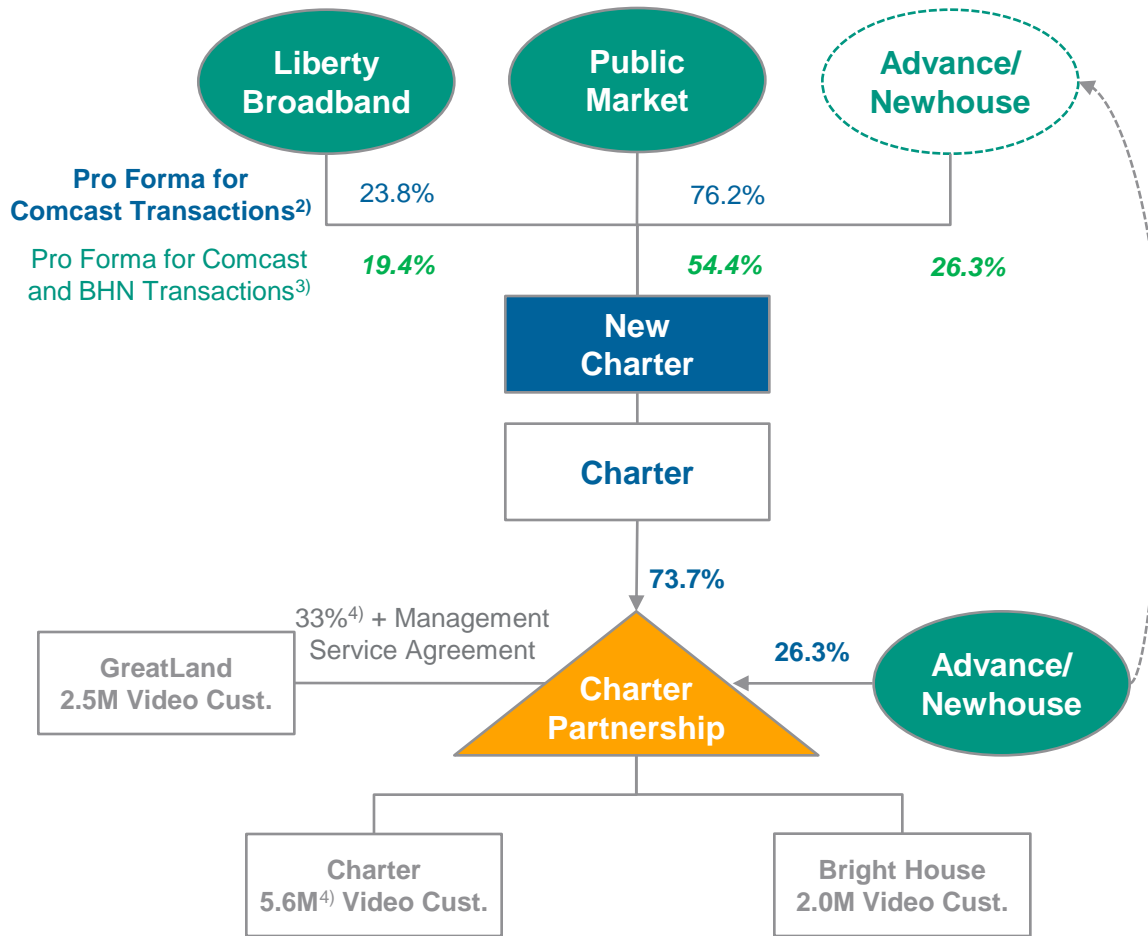 Liberty
Broadband
Public
Market
Advance/
Newhouse
Pro Forma for
Comcast Transactions2)
23.8%
76.2%
Pro Forma for Comcast
and BHN Transactions3)
19.4%
54.4%
26.3%
New
Charter
Charter
73.7%
33%4) + Management
Service Agreement
GreatLand
2.5M Video Cust.
Charter
Partnership
26.3%
Advance/
Newhouse
Charter
5.6M4) Video Cust.
Bright House
2.0M Video Cust.